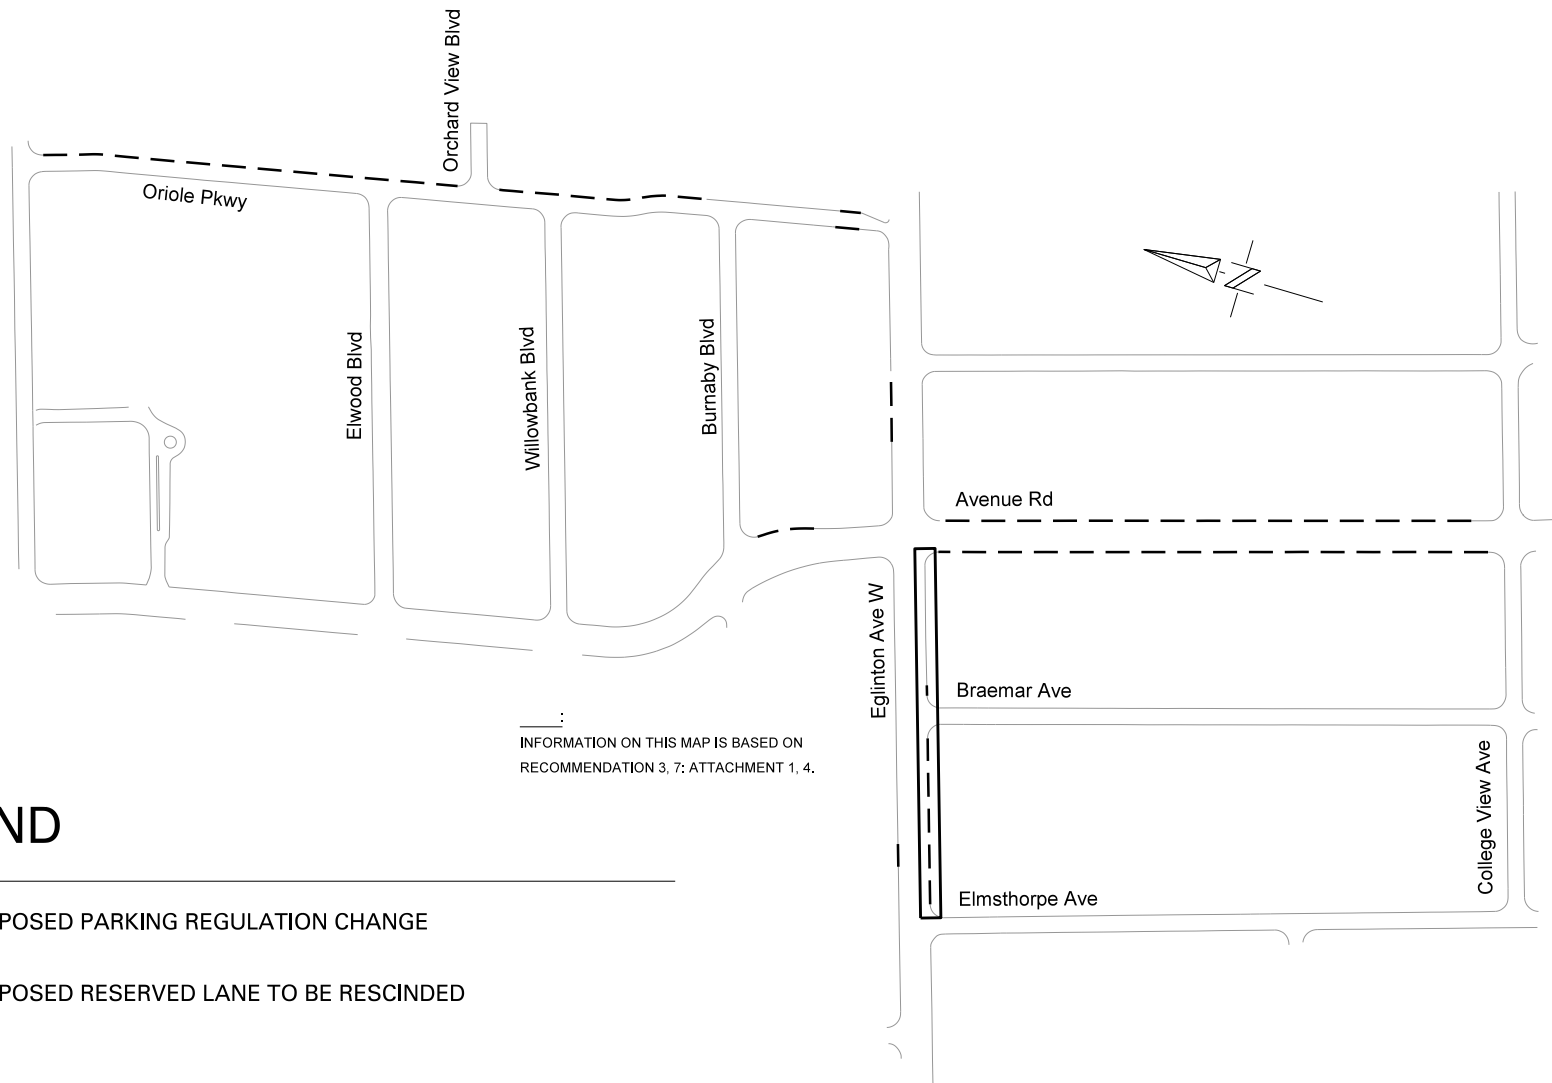 Orchard View Blvd
Oriole Pkwy
Elwood Blvd
Willowbank Blvd
Burnaby Blvd
Avenue Rd
Eglinton Ave W
Braemar Ave
College View Ave
Elmsthorpe Ave
:
INFORMATION ON THIS MAP IS BASED ON
RECOMMENDATION 3, 7: ATTACHMENT 1, 4.
ND
POSED PARKING REGULATION CHANGE
POSED RESERVED LANE TO BE RESCINDED